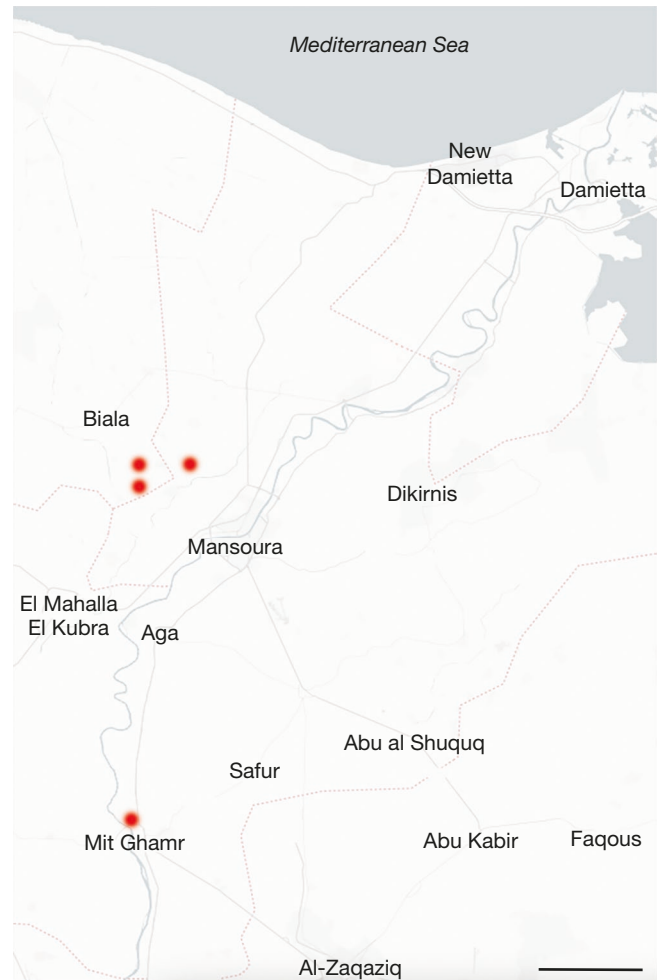 Mediterranean Sea
New
Damietta
Damietta
Biala
Dikirnis
Mansoura
El Mahalla
El Kubra
Aga
Abu al Shuquq
Safur
Mit Ghamr
Abu Kabir
Faqous
Al-Zaqaziq